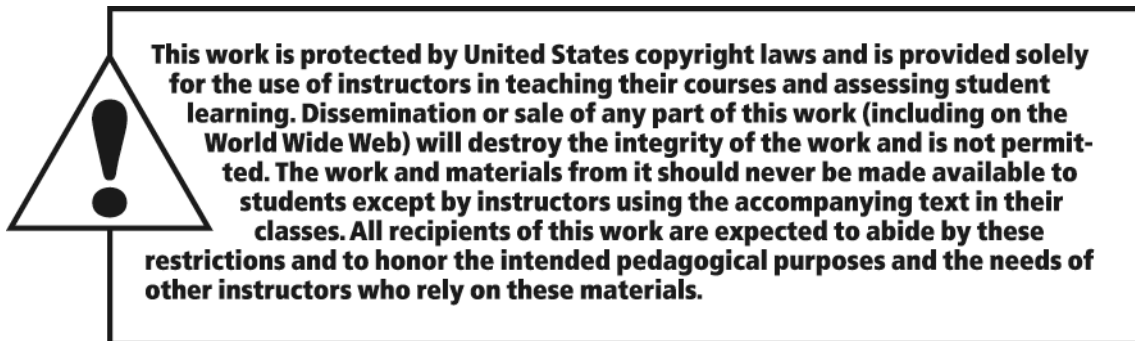 This work is protected by United States copyright laws and is provided solely
for the use of instructors in teaching their courses and assessing student
learning. Dissemination or sale of any part of this work (including on the
World Wide Web) will destroy the integrity of the work and is not permit-
ted. The work and materials from it should never be made available to
students except by instructors using the accompanying text in their
classes. All recipients of this work are expected to abide by these
restrictions and to honor the intended pedagogical purposes and the needs of
other instructors who rely on these materials.